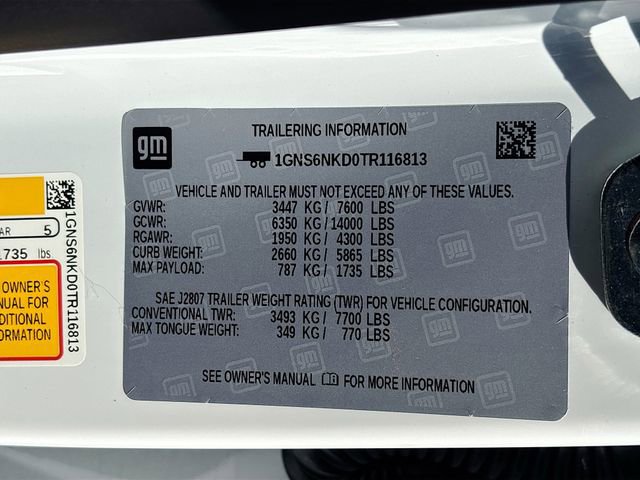 gm
TRAILERING INFORMATION
1GNS6NKD0TR116813
VEHICLE AND TRAILER MUST NOT EXCEED ANY OF THESE VALUES.
GVWR: 3447 KG/ 7600 LBS
GCWR: 6350 KG/ 14000 LBS
RGAWR: 1950 KG/ 4300 LBS
CURB WEIGHT: 2660 KG/ 5865 LBS
MAX PAYLOAD: 787 KG/ 1735 LBS
SAE J2807 TRAILER WEIGHT RATING (TWR) FOR VEHICLE CONFIGURATION.
CONVENTIONAL TWR: 3493 KG/ 7700 LBS
MAX TONGUE WEIGHT: 349 KG/ 770 LBS
SEE OWNER'S MANUAL FOR MORE INFORMATION
5
1735 lbs.
OWNER'S
FOR
INFORMATION
1GNS6NKD0TR116813